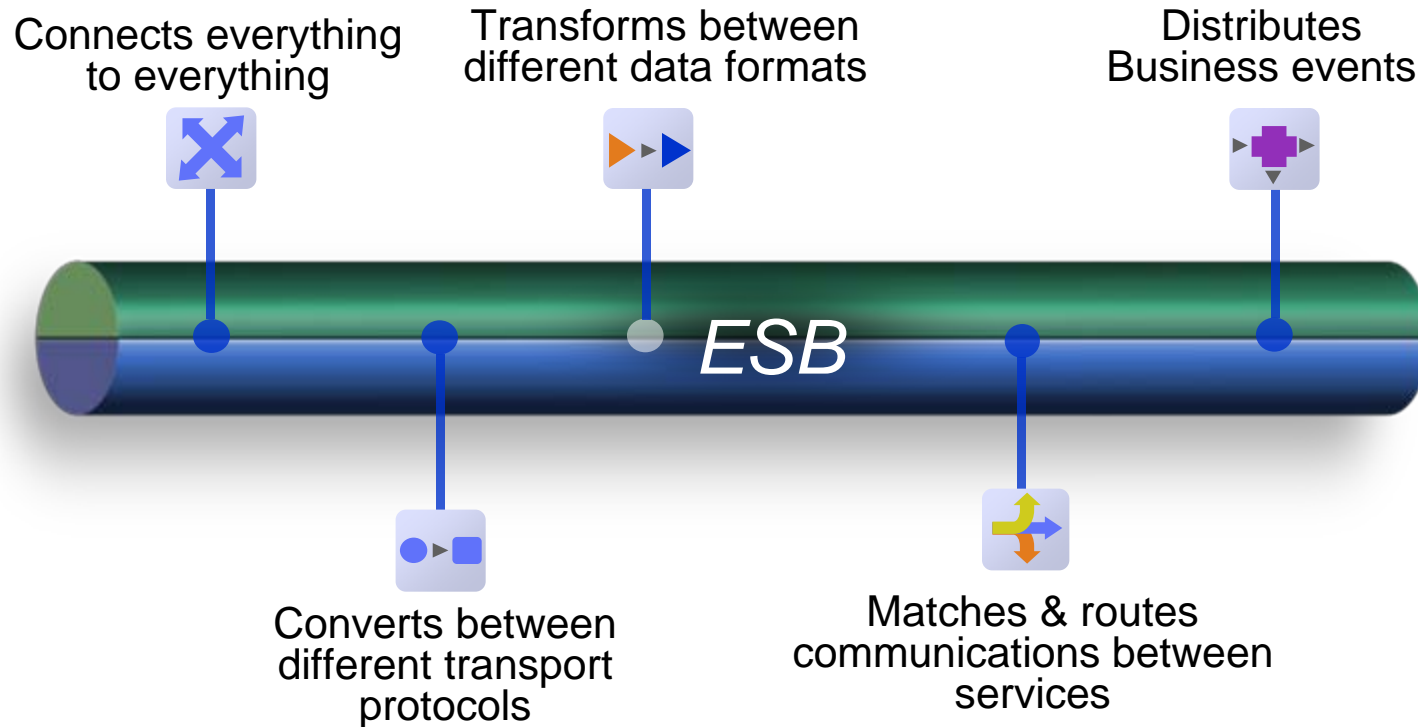 Connects everything
to everything
Transforms between
different data formats
Distributes
Business events
ESB
Converts between
different transport
protocols
Matches & routes
communications between
services